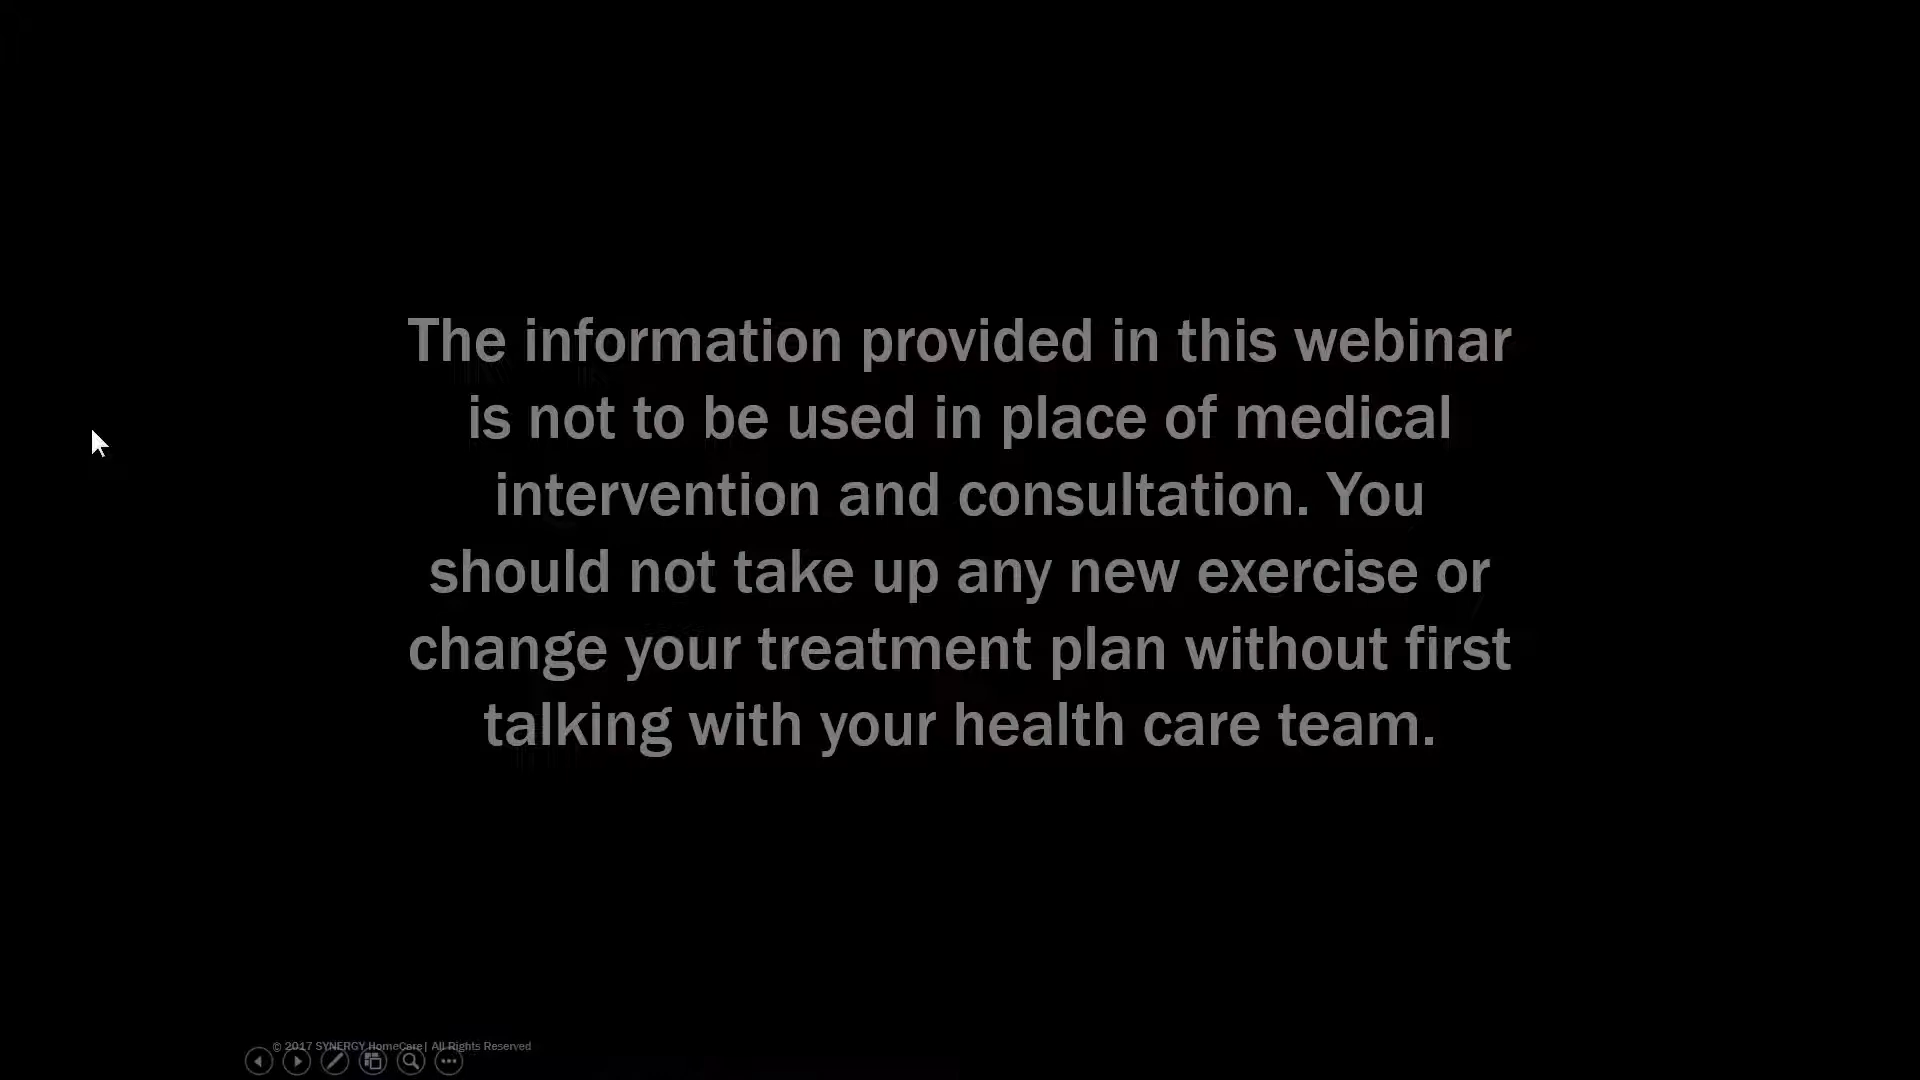 The information provided in this webinar
is not to be used in place of medical
intervention and consultation. You
should not take up any new exercise or
change your treatment plan without first
talking with your health care team.
© 2017 SYNERGY HomeCare | All Rights Reserved